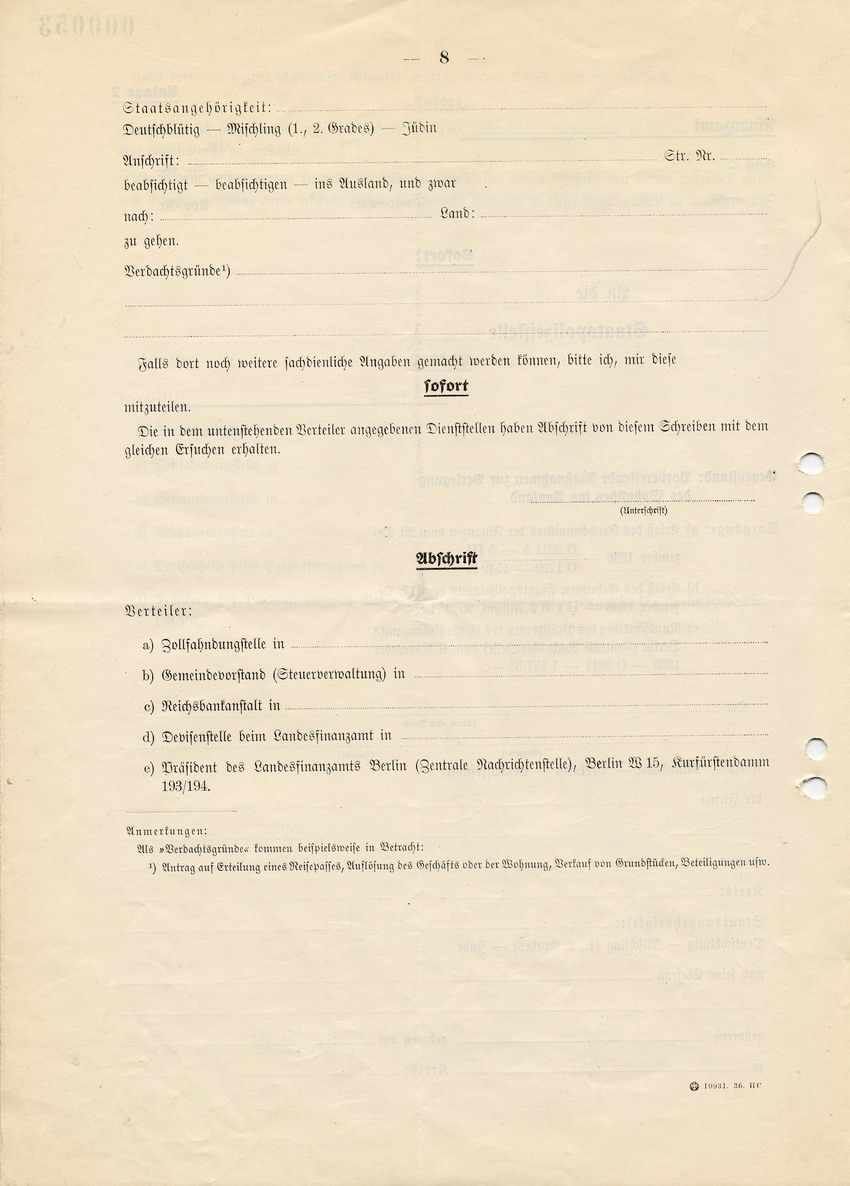 — 8 —
Staatsangehörigkeit:
Deutschblütig — Mischling (1., 2. Grades) — Jüdin
Anschrift: Str. Nr.
beabsichtigt — beabsichtigen — ins Ausland, und zwar
nach: Land:
zu gehen.
Verdachtsgründe¹)
Falls dort noch weitere sachdienliche Angaben gemacht werden können, bitte ich, mir diese
sofort
mitzuteilen.
Die in dem untenstehenden Verteiler angegebenen Dienststellen haben Abschrift von diesem Schreiben mit dem
gleichen Ersuchen erhalten.
(Unterschrift)
Abschrift
Verteiler:
a) Zollfahndungstelle in
b) Gemeindevorstand (Steuerverwaltung) in
c) Reichsbankanstalt in
d) Devisenstelle beim Landesfinanzamt in
e) Präsident des Landesfinanzamts Berlin (Zentrale Nachrichtenstelle), Berlin W 15, Kurfürstendamm
193/194.
Anmerkungen:
Als »Verdachtsgründe« kommen beispielsweise in Betracht:
¹) Antrag auf Erteilung eines Reisepasses, Auflösung des Geschäfts oder der Wohnung, Verkauf von Grundstücken, Beteiligungen usw.
10931. 36. II C